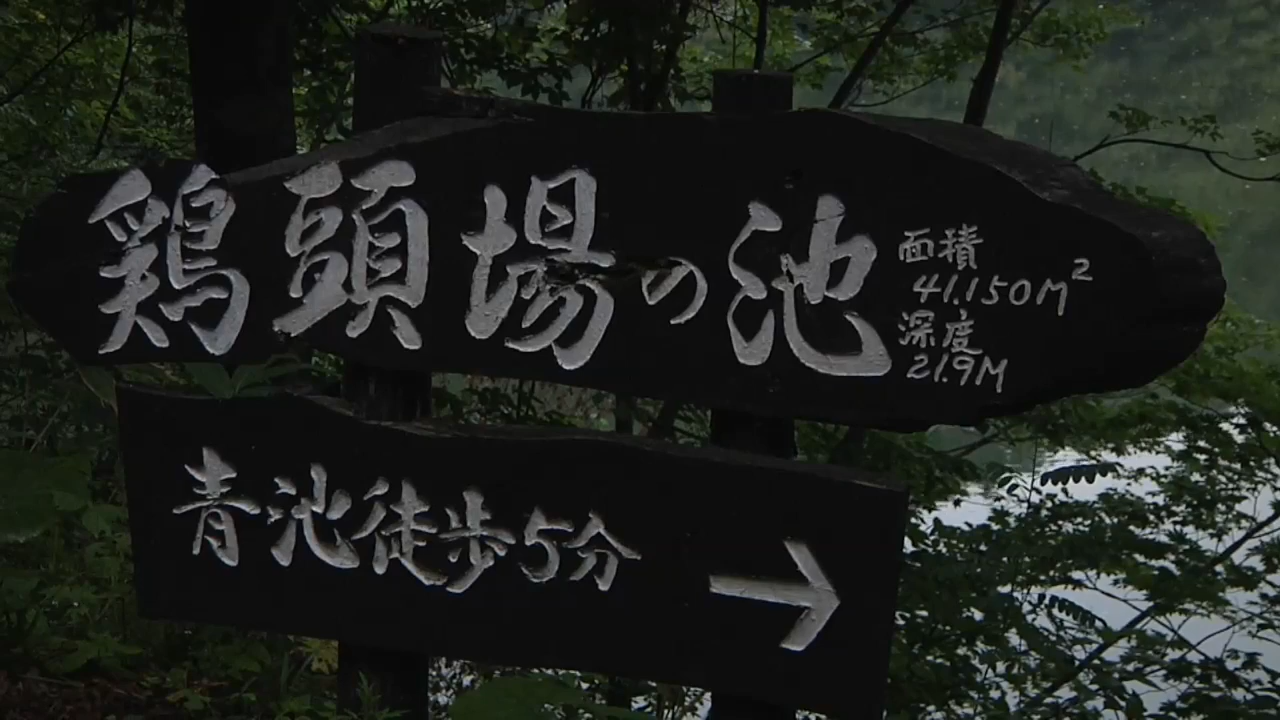 鶏頭場の池
面積
41.150M²
深度
21.9M
青池徒歩5分 →